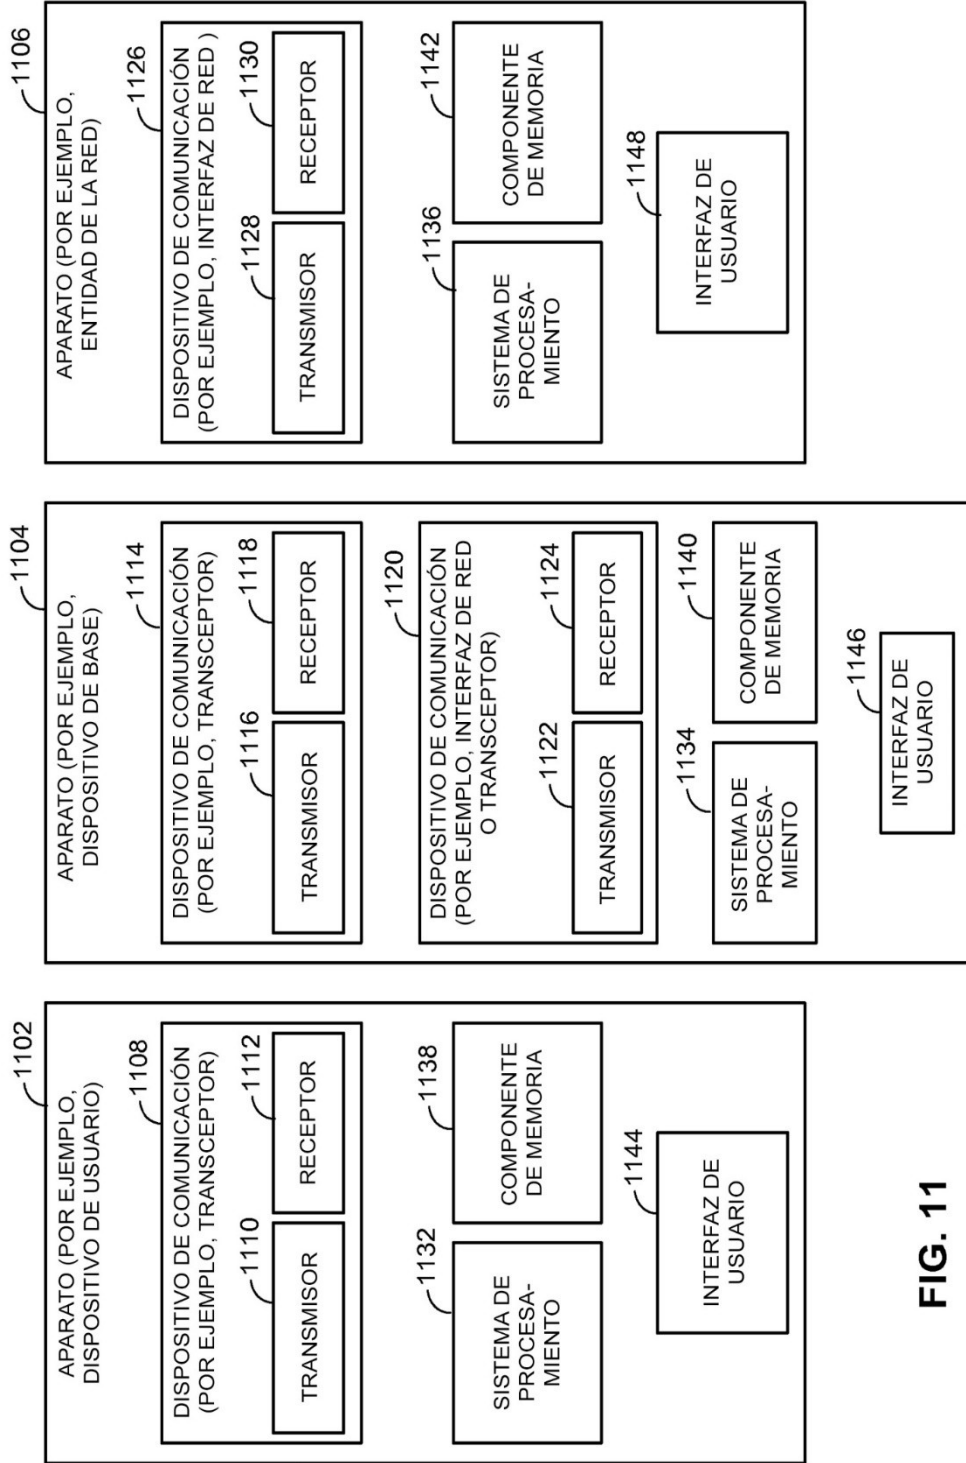 1102
APARATO (POR EJEMPLO,
DISPOSITIVO DE USUARIO)
1108
DISPOSITIVO DE COMUNICACIÓN
(POR EJEMPLO, TRANSCEPTOR)
1110
TRANSMISOR
1112
RECEPTOR
1132
SISTEMA DE
PROCESA-
MIENTO
1138
COMPONENTE
DE MEMORIA
1144
INTERFAZ DE
USUARIO
1104
APARATO (POR EJEMPLO,
DISPOSITIVO DE BASE)
1114
DISPOSITIVO DE COMUNICACIÓN
(POR EJEMPLO, TRANSCEPTOR)
1116
TRANSMISOR
1118
RECEPTOR
1120
DISPOSITIVO DE COMUNICACIÓN
(POR EJEMPLO, INTERFAZ DE RED
O TRANSCEPTOR)
1122
TRANSMISOR
1124
RECEPTOR
1134
SISTEMA DE
PROCESA-
MIENTO
1140
COMPONENTE
DE MEMORIA
1146
INTERFAZ DE
USUARIO
1106
APARATO (POR EJEMPLO,
ENTIDAD DE LA RED)
1126
DISPOSITIVO DE COMUNICACIÓN
(POR EJEMPLO, INTERFAZ DE RED )
1128
TRANSMISOR
1130
RECEPTOR
1136
SISTEMA DE
PROCESA-
MIENTO
1142
COMPONENTE
DE MEMORIA
1148
INTERFAZ DE
USUARIO
FIG. 11